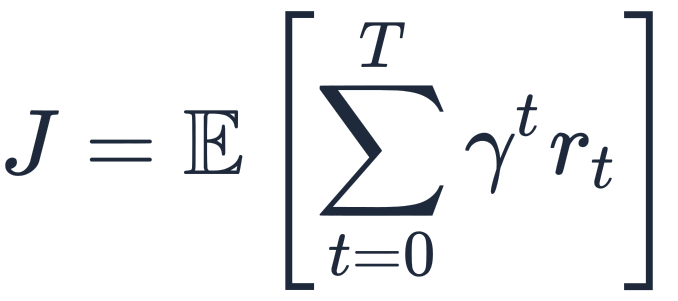 J = 𝔼 [ ∑_{t=0}^{T} γ^t r_t ]